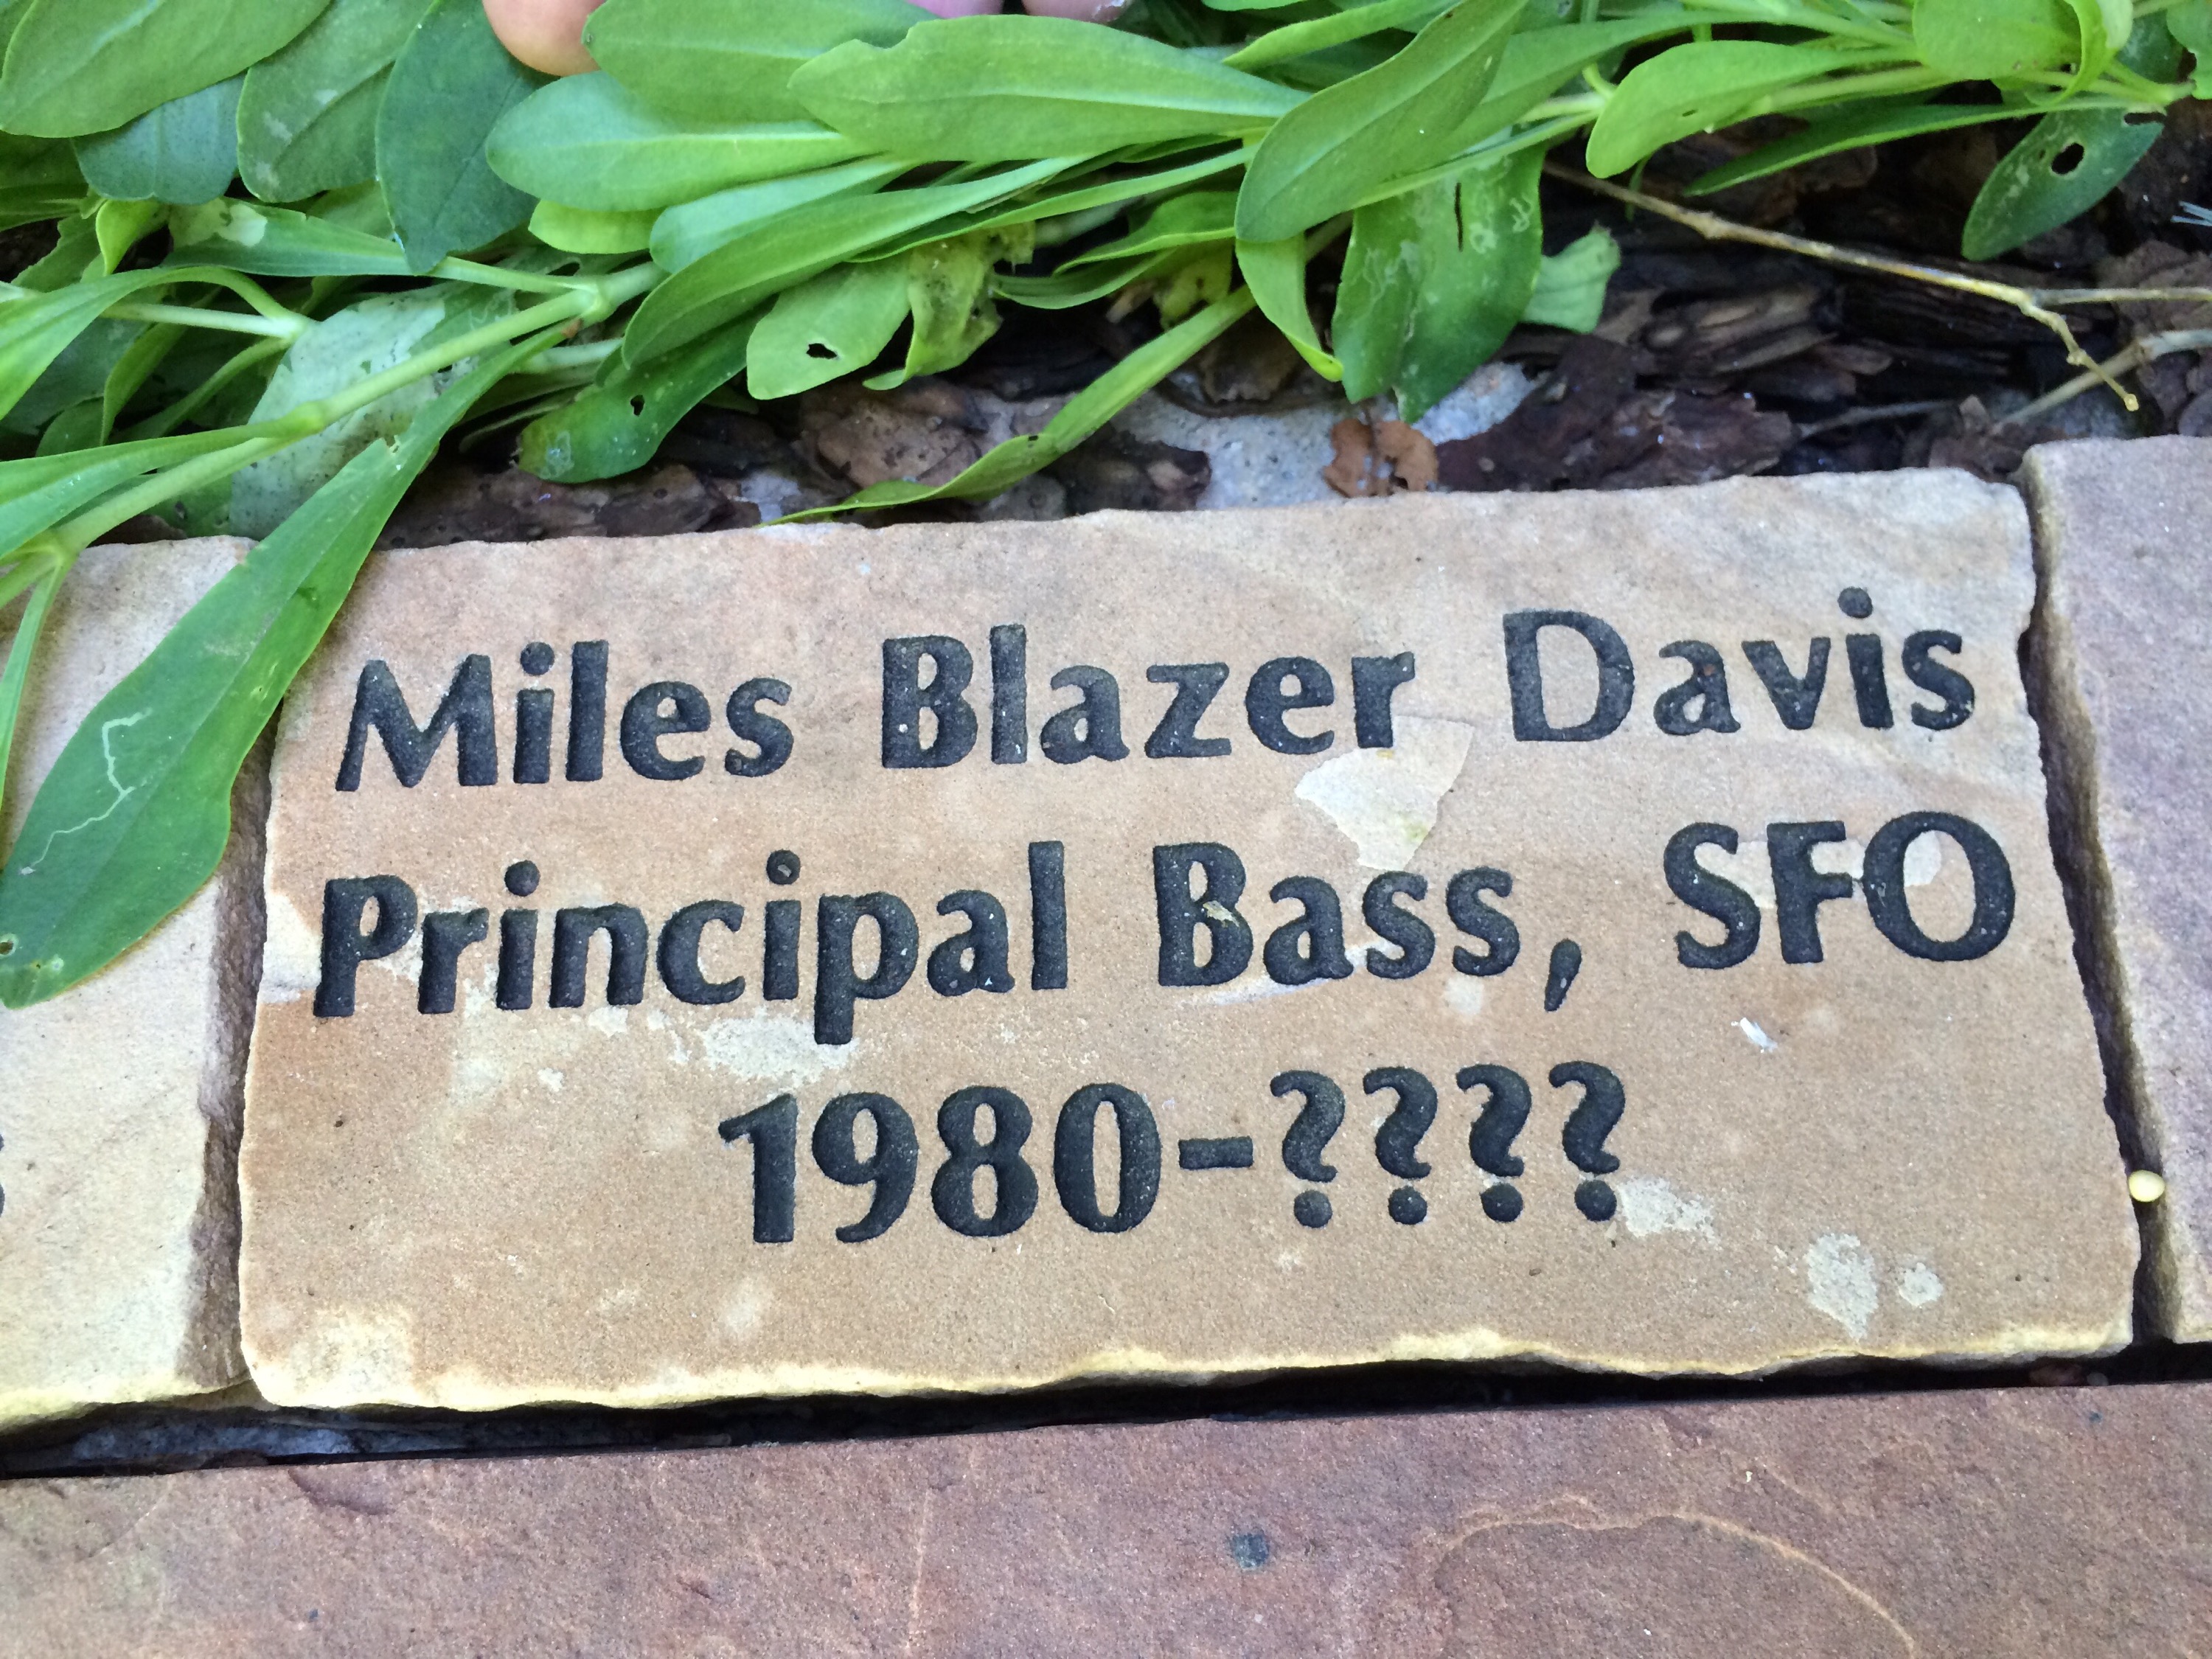 Miles Blazer Davis
Principal Bass, SFO
1980-????